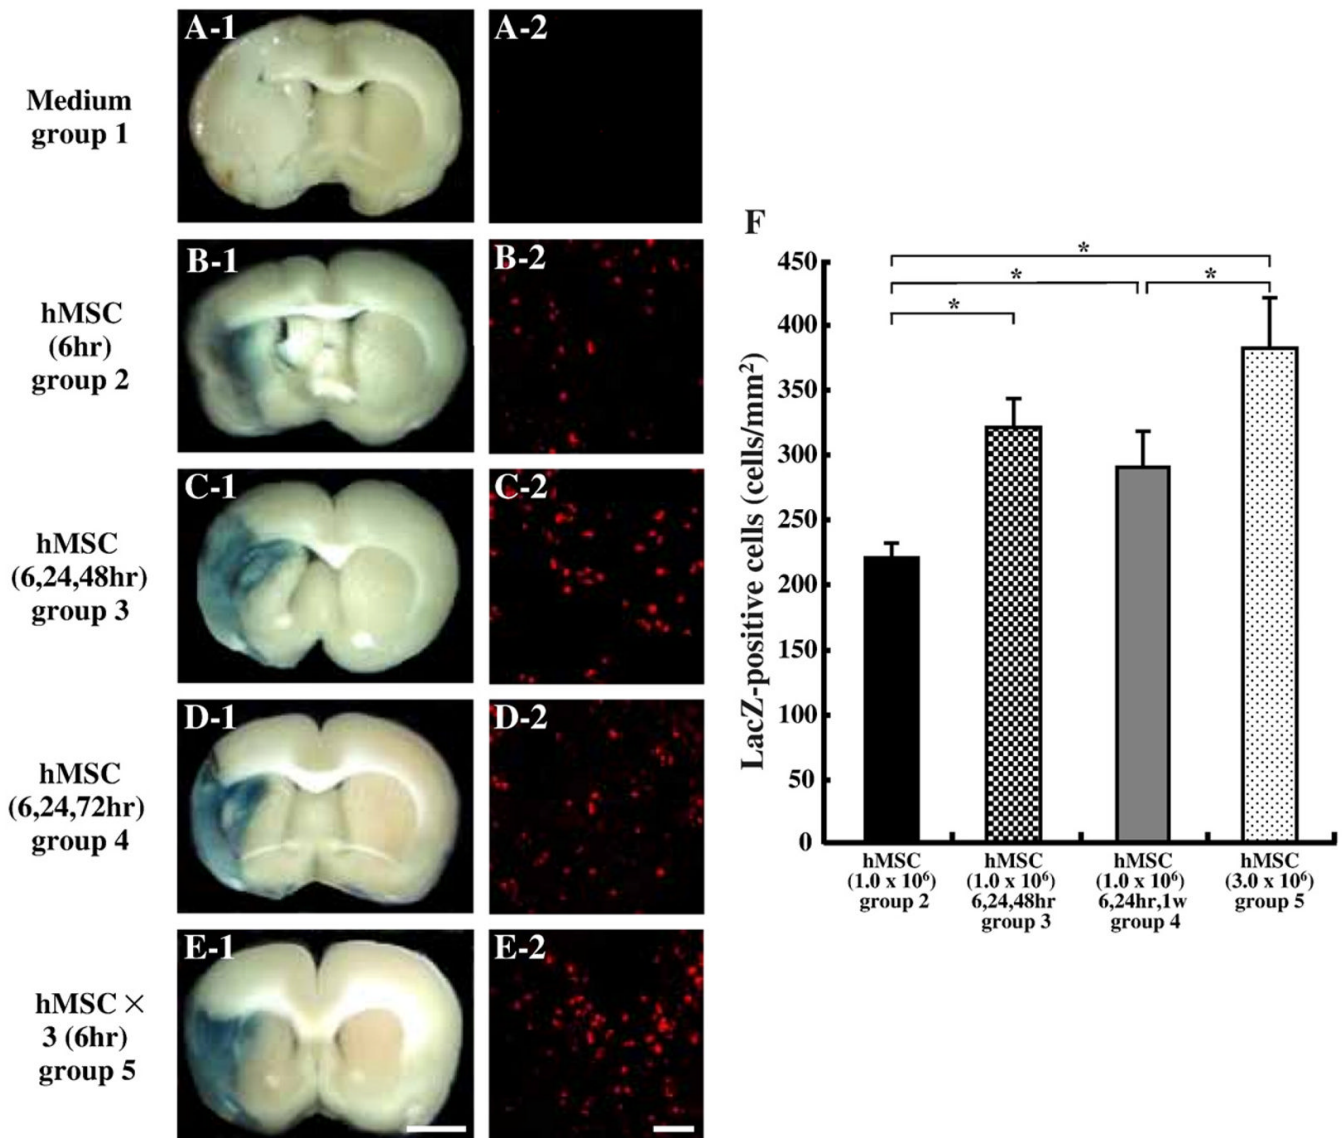 A-1
A-2
Medium
group 1
B-1
B-2
hMSC
(6hr)
group 2
C-1
C-2
hMSC
(6,24,48hr)
group 3
D-1
D-2
hMSC
(6,24,72hr)
group 4
E-1
E-2
hMSC ×
3 (6hr)
group 5
F
LacZ-positive cells (cells/mm²)
450
400
350
300
250
200
150
100
50
0
*
*
*
*
hMSC
(1.0 x 10⁶)
group 2
hMSC
(1.0 x 10⁶)
6,24,48hr
group 3
hMSC
(1.0 x 10⁶)
6,24hr,1w
group 4
hMSC
(3.0 x 10⁶)
group 5